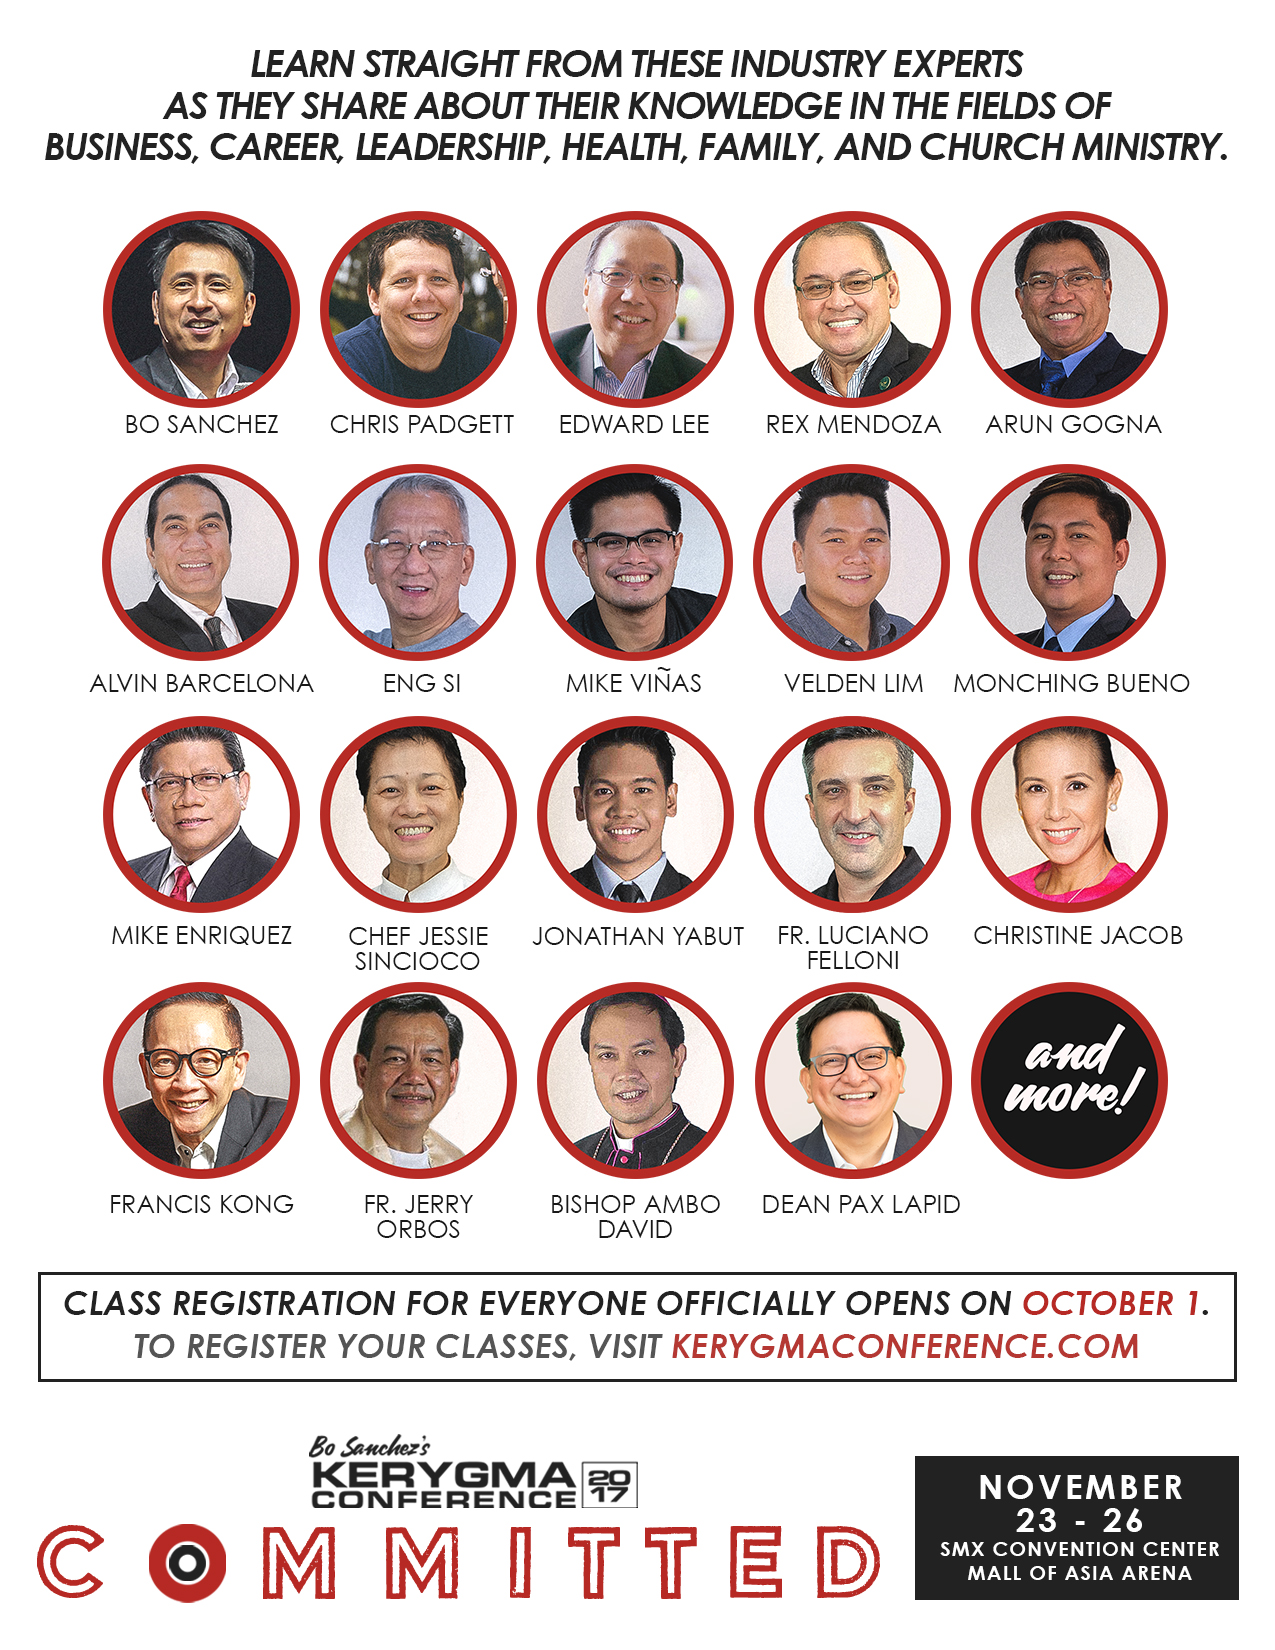 LEARN STRAIGHT FROM THESE INDUSTRY EXPERTS
AS THEY SHARE ABOUT THEIR KNOWLEDGE IN THE FIELDS OF
BUSINESS, CAREER, LEADERSHIP, HEALTH, FAMILY, AND CHURCH MINISTRY.
BO SANCHEZ
CHRIS PADGETT
EDWARD LEE
REX MENDOZA
ARUN GOGNA
ALVIN BARCELONA
ENG SI
MIKE VIÑAS
VELDEN LIM
MONCHING BUENO
MIKE ENRIQUEZ
CHEF JESSIE
SINCIOCO
JONATHAN YABUT
FR. LUCIANO
FELLONI
CHRISTINE JACOB
FRANCIS KONG
FR. JERRY
ORBOS
BISHOP AMBO
DAVID
DEAN PAX LAPID
and
more!
CLASS REGISTRATION FOR EVERYONE OFFICIALLY OPENS ON OCTOBER 1.
TO REGISTER YOUR CLASSES, VISIT KERYGMACONFERENCE.COM
Bo Sanchez's
KERYGMA
CONFERENCE
20
17
COMMITTED
NOVEMBER
23 - 26
SMX CONVENTION CENTER
MALL OF ASIA ARENA